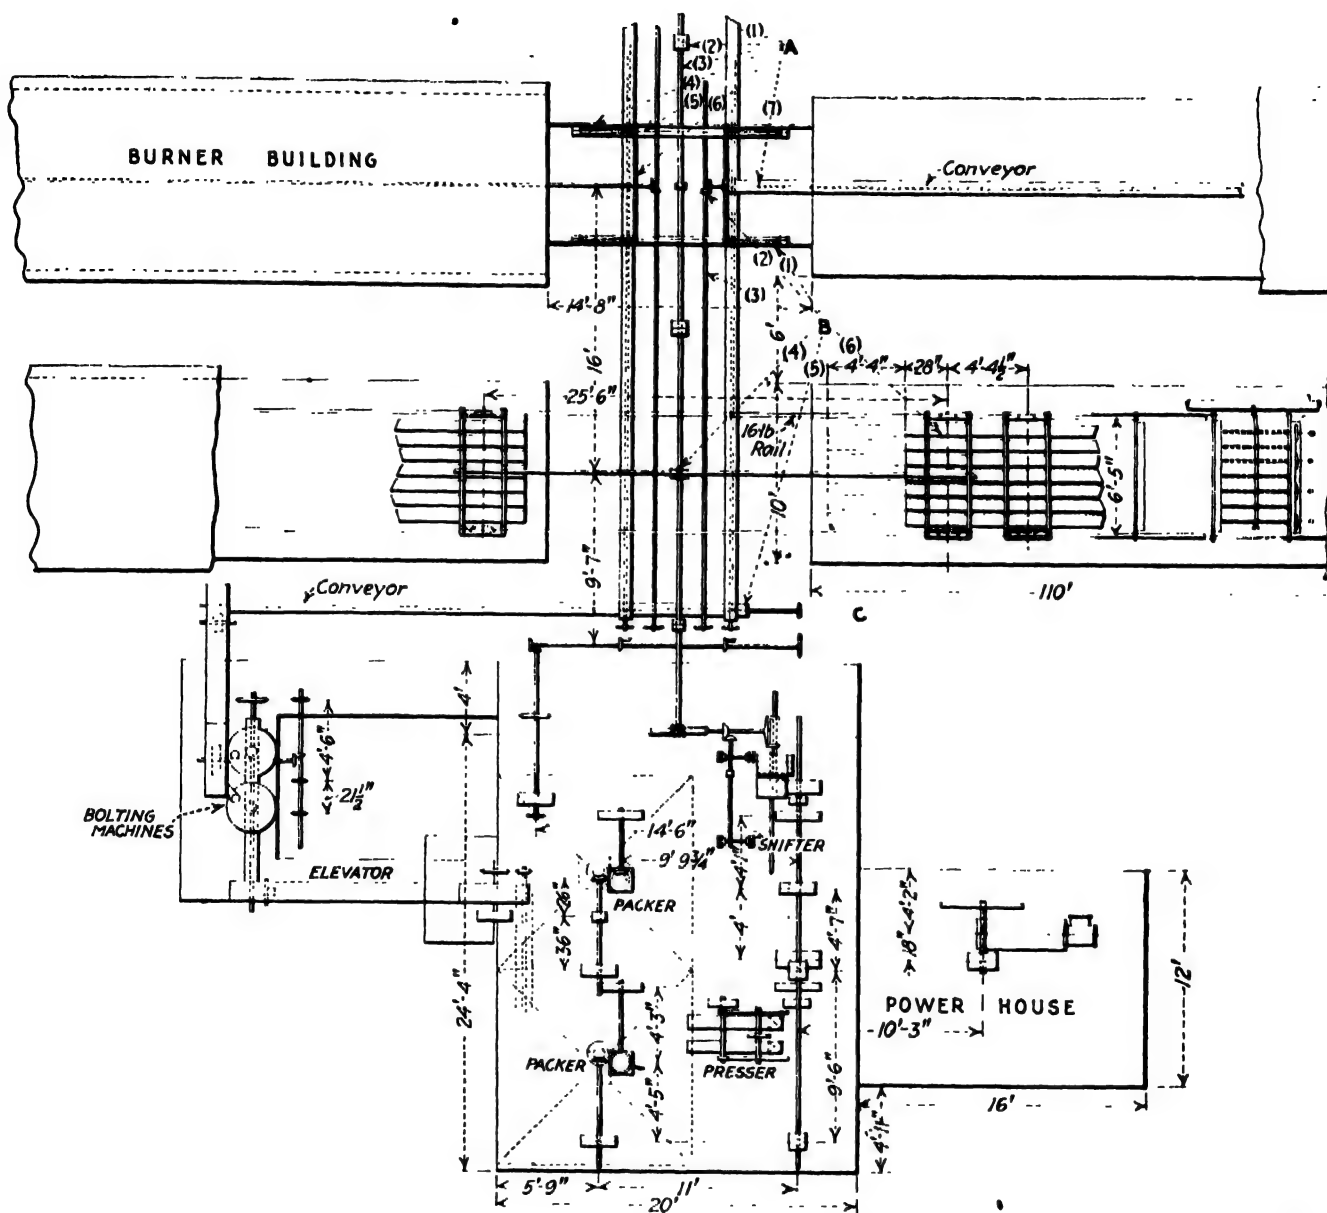 (1)
(2)
A
(3)
(4)
(5) (6)
(7)
BURNER BUILDING
Conveyor
(2) (1)
(3)
14'-8"
6'
B
16'
(4) (6)
(5) 4'-4" 28" 4'-4½"
25'-6"
16 lb.
Rail
6'-5"
10'
9'-7"
Conveyor
110'
C
4'
4'-6"
21½"
BOLTING
MACHINES
14'-6"
SHIFTER
9' 9¾"
4'-1"
ELEVATOR
PACKER
26"
4'
4'-7"
4'-2"
36"
18"
12'
24'-4"
POWER HOUSE
10'-3"
4'-3"
PACKER
PRESSER
9'-6"
4'-5"
16'
5'-9" 11'
20'